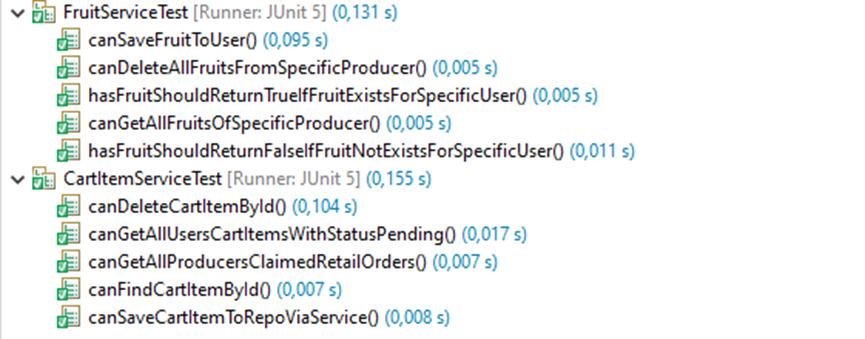 FruitServiceTest [Runner: JUnit 5] (0,131 s)
canSaveFruitToUser() (0,095 s)
canDeleteAllFruitsFromSpecificProducer() (0,005 s)
hasFruitShouldReturnTrueIfFruitExistsForSpecificUser() (0,005 s)
canGetAllFruitsOfSpecificProducer() (0,005 s)
hasFruitShouldReturnFalseIfFruitNotExistsForSpecificUser() (0,011 s)
CartItemServiceTest [Runner: JUnit 5] (0,155 s)
canDeleteCartItemById() (0,104 s)
canGetAllUsersCartItemsWithStatusPending() (0,017 s)
canGetAllProducersClaimedRetailOrders() (0,007 s)
canFindCartItemById() (0,007 s)
canSaveCartItemToRepoViaService() (0,008 s)